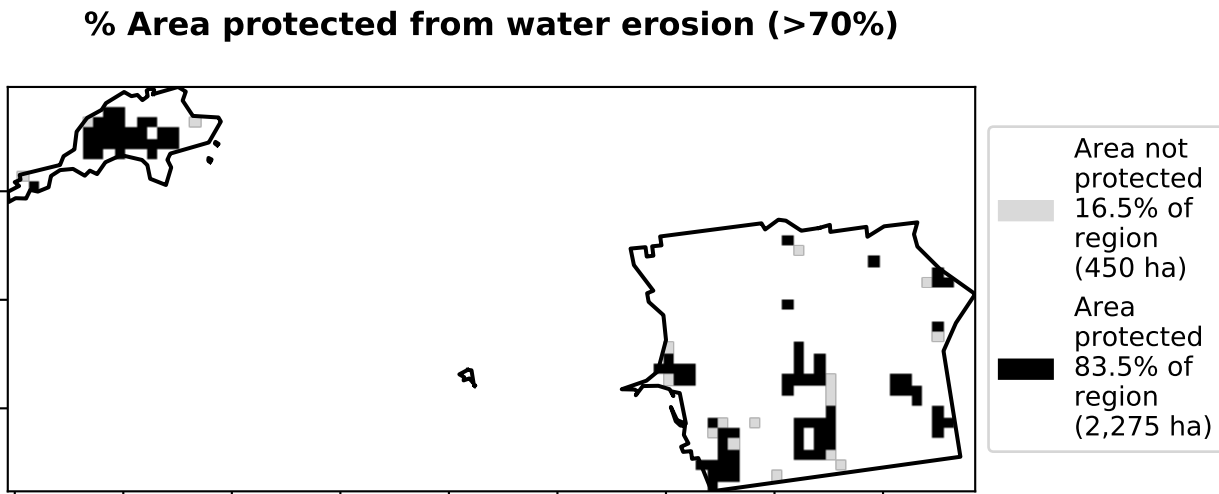 % Area protected from water erosion (>70%)
Area not
protected
16.5% of
region
(450 ha)
Area
protected
83.5% of
region
(2,275 ha)